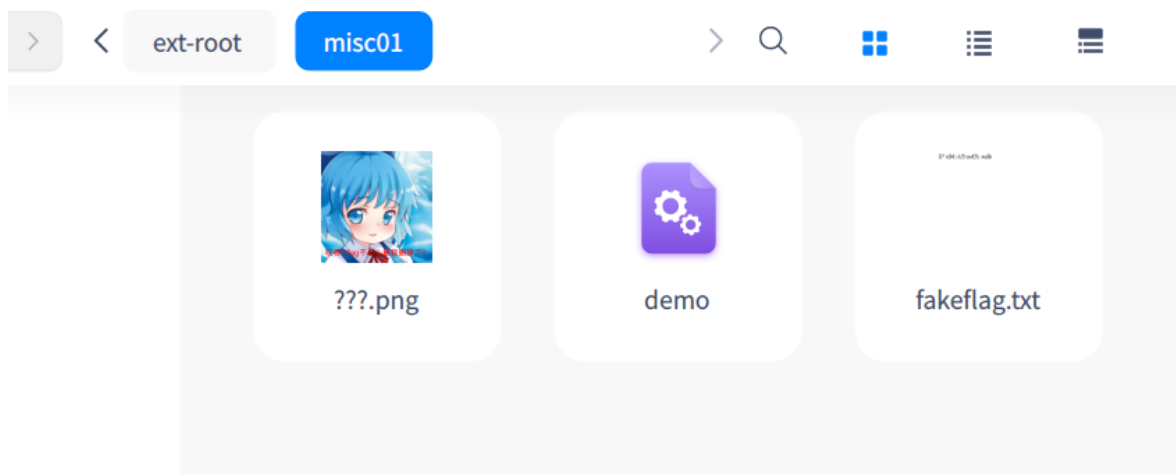 ext-root
misc01
???.png
demo
fakeflag.txt